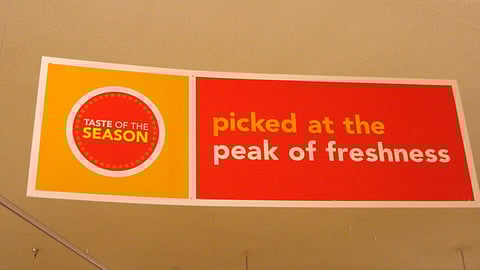 TASTE OF THE
SEASON
picked at the
peak of freshness